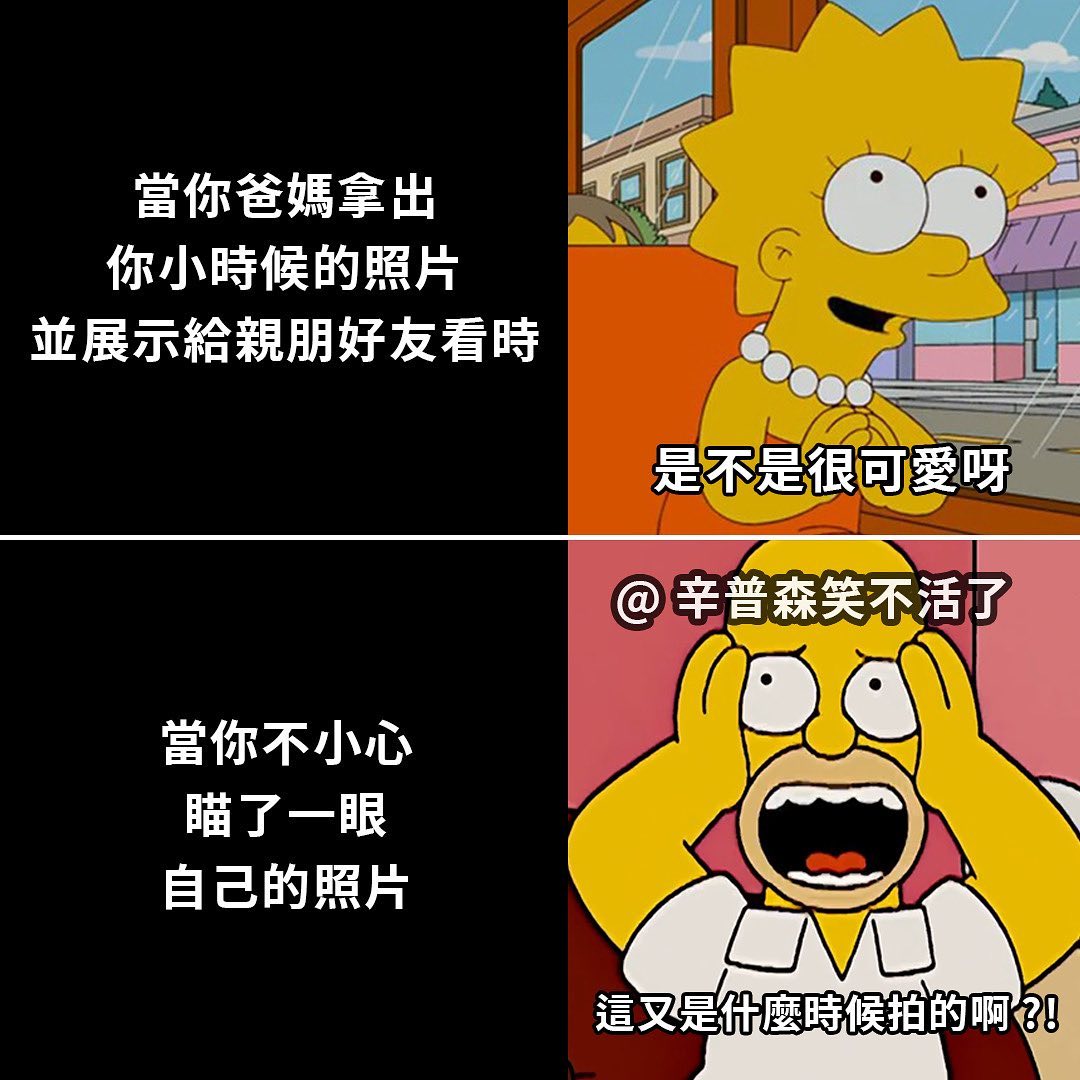 當你爸媽拿出
你小時候的照片
並展示給親朋好友看時
是不是很可愛呀
@辛普森笑不活了
當你不小心
瞄了一眼
自己的照片
這又是什麼時候拍的啊?!